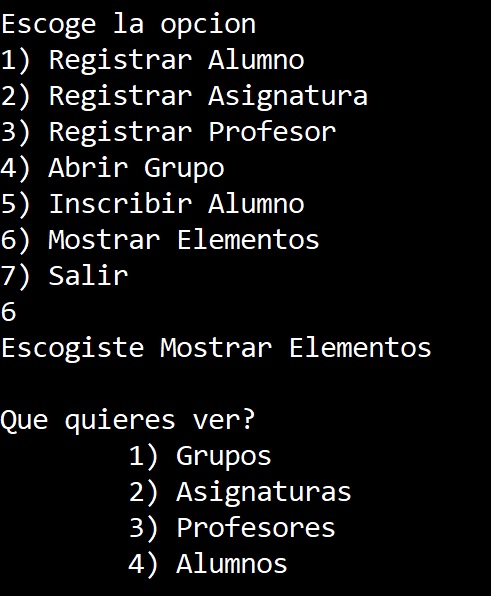 Escoge la opcion
1) Registrar Alumno
2) Registrar Asignatura
3) Registrar Profesor
4) Abrir Grupo
5) Inscribir Alumno
6) Mostrar Elementos
7) Salir
6
Escogiste Mostrar Elementos
Que quieres ver?
1) Grupos
2) Asignaturas
3) Profesores
4) Alumnos